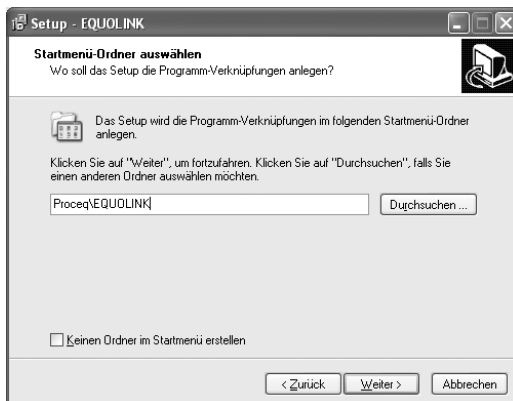 Setup - EQUOLINK
Startmenü-Ordner auswählen
Wo soll das Setup die Programm-Verknüpfungen anlegen?
Das Setup wird die Programm-Verknüpfungen im folgenden Startmenü-Ordner
anlegen.
Klicken Sie auf "Weiter", um fortzufahren. Klicken Sie auf "Durchsuchen", falls Sie
einen anderen Ordner auswählen möchten.
Proceq\EQUOLINK
Durchsuchen ...
Keinen Ordner im Startmenü erstellen
< Zurück
Weiter >
Abbrechen